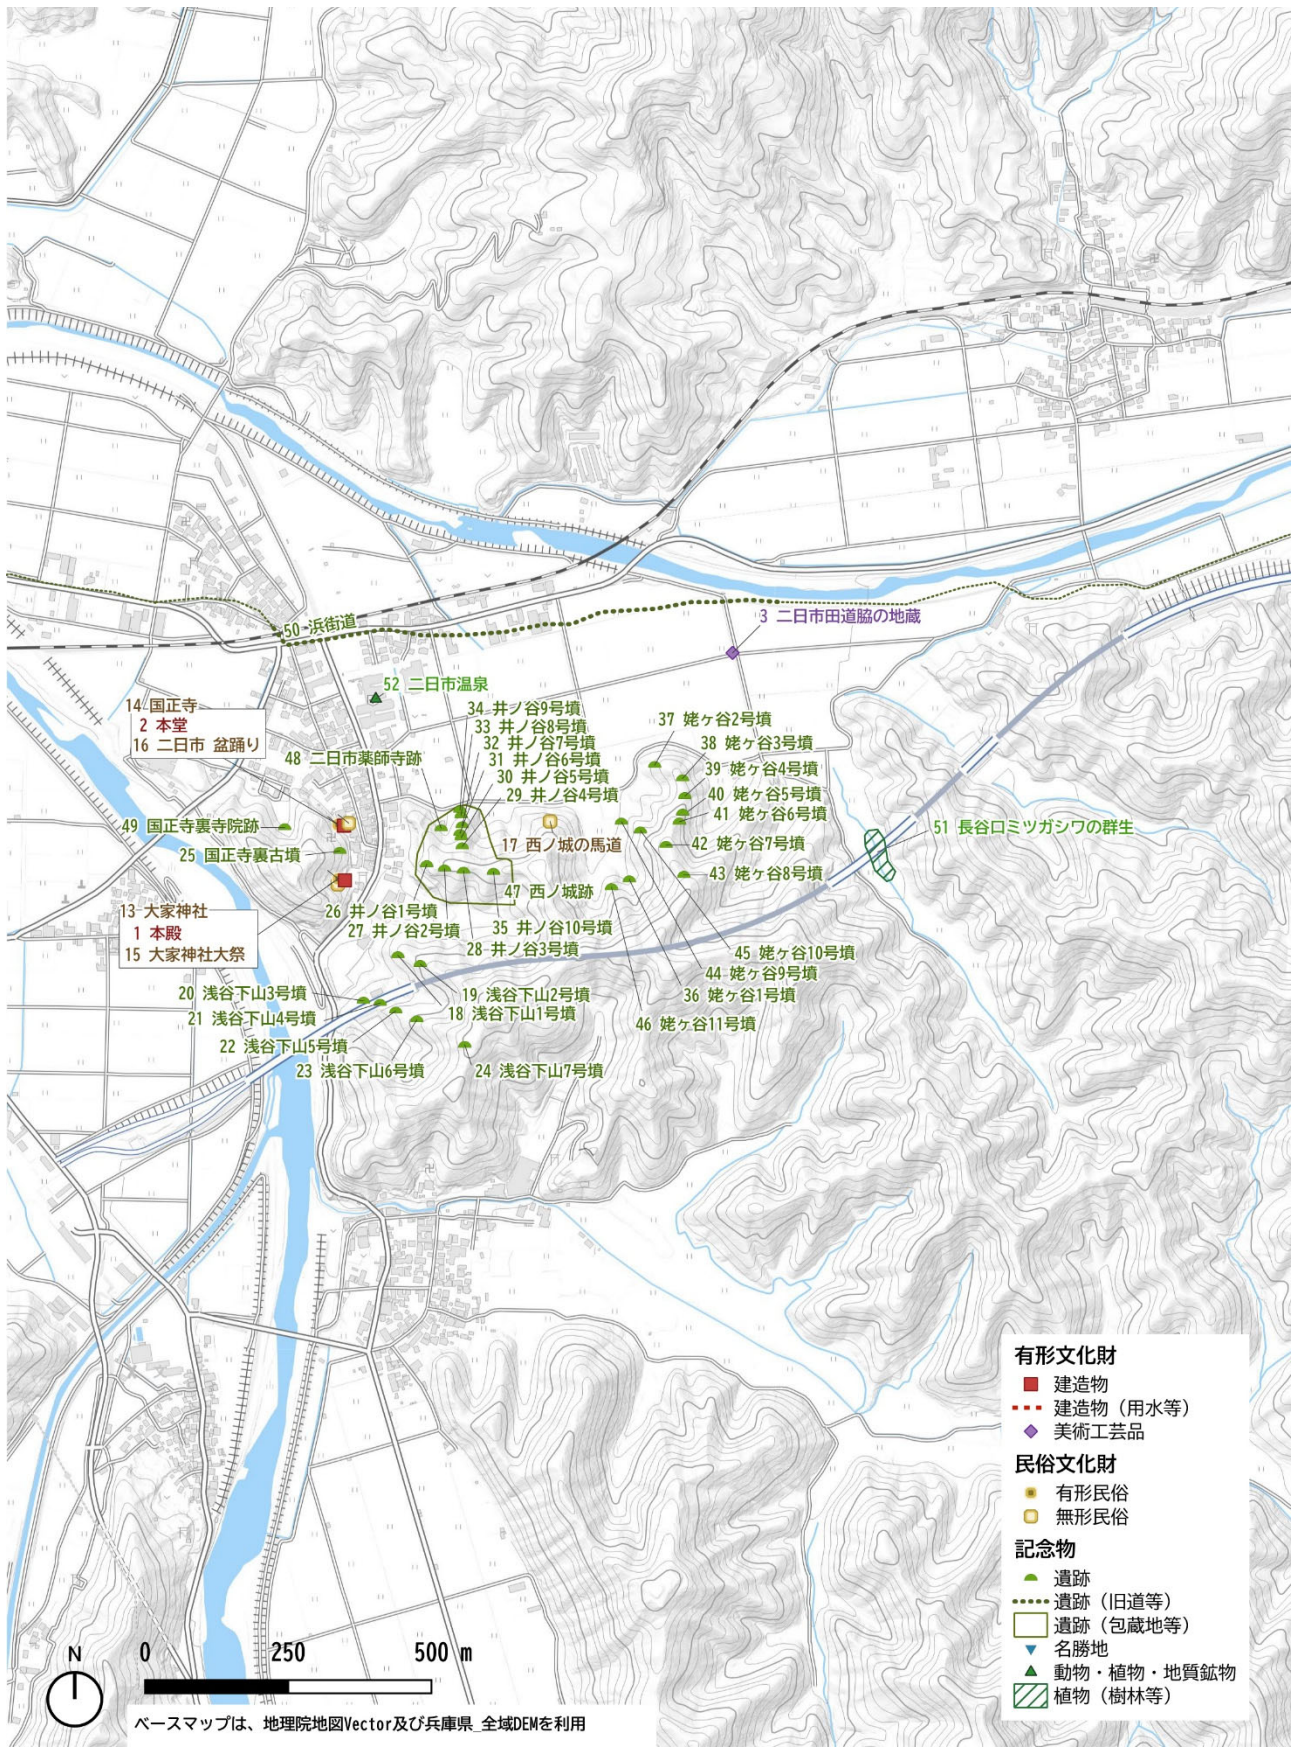 3 二日市田道脇の地蔵
50 浜街道
52 二日市温泉
14 国正寺
2 本堂
16 二日市 盆踊り
34 井ノ谷9号墳
33 井ノ谷8号墳
32 井ノ谷7号墳
31 井ノ谷6号墳
30 井ノ谷5号墳
29 井ノ谷4号墳
48 二日市薬師寺跡
37 姥ヶ谷2号墳
38 姥ヶ谷3号墳
39 姥ヶ谷4号墳
40 姥ヶ谷5号墳
41 姥ヶ谷6号墳
42 姥ヶ谷7号墳
43 姥ヶ谷8号墳
51 長谷口ミツガシワの群生
49 国正寺裏寺院跡
25 国正寺裏古墳
17 西ノ城の馬道
47 西ノ城跡
13 大家神社
1 本殿
15 大家神社大祭
26 井ノ谷1号墳
27 井ノ谷2号墳
35 井ノ谷10号墳
28 井ノ谷3号墳
45 姥ヶ谷10号墳
44 姥ヶ谷9号墳
36 姥ヶ谷1号墳
46 姥ヶ谷11号墳
20 浅谷下山3号墳
21 浅谷下山4号墳
22 浅谷下山5号墳
23 浅谷下山6号墳
19 浅谷下山2号墳
18 浅谷下山1号墳
24 浅谷下山7号墳
有形文化財
建造物
建造物（用水等）
美術工芸品
民俗文化財
有形民俗
無形民俗
記念物
遺跡
遺跡（旧道等）
遺跡（包蔵地等）
名勝地
動物・植物・地質鉱物
植物（樹林等）
N
0 250 500 m
ベースマップは、地理院地図Vector及び兵庫県_全域DEMを利用